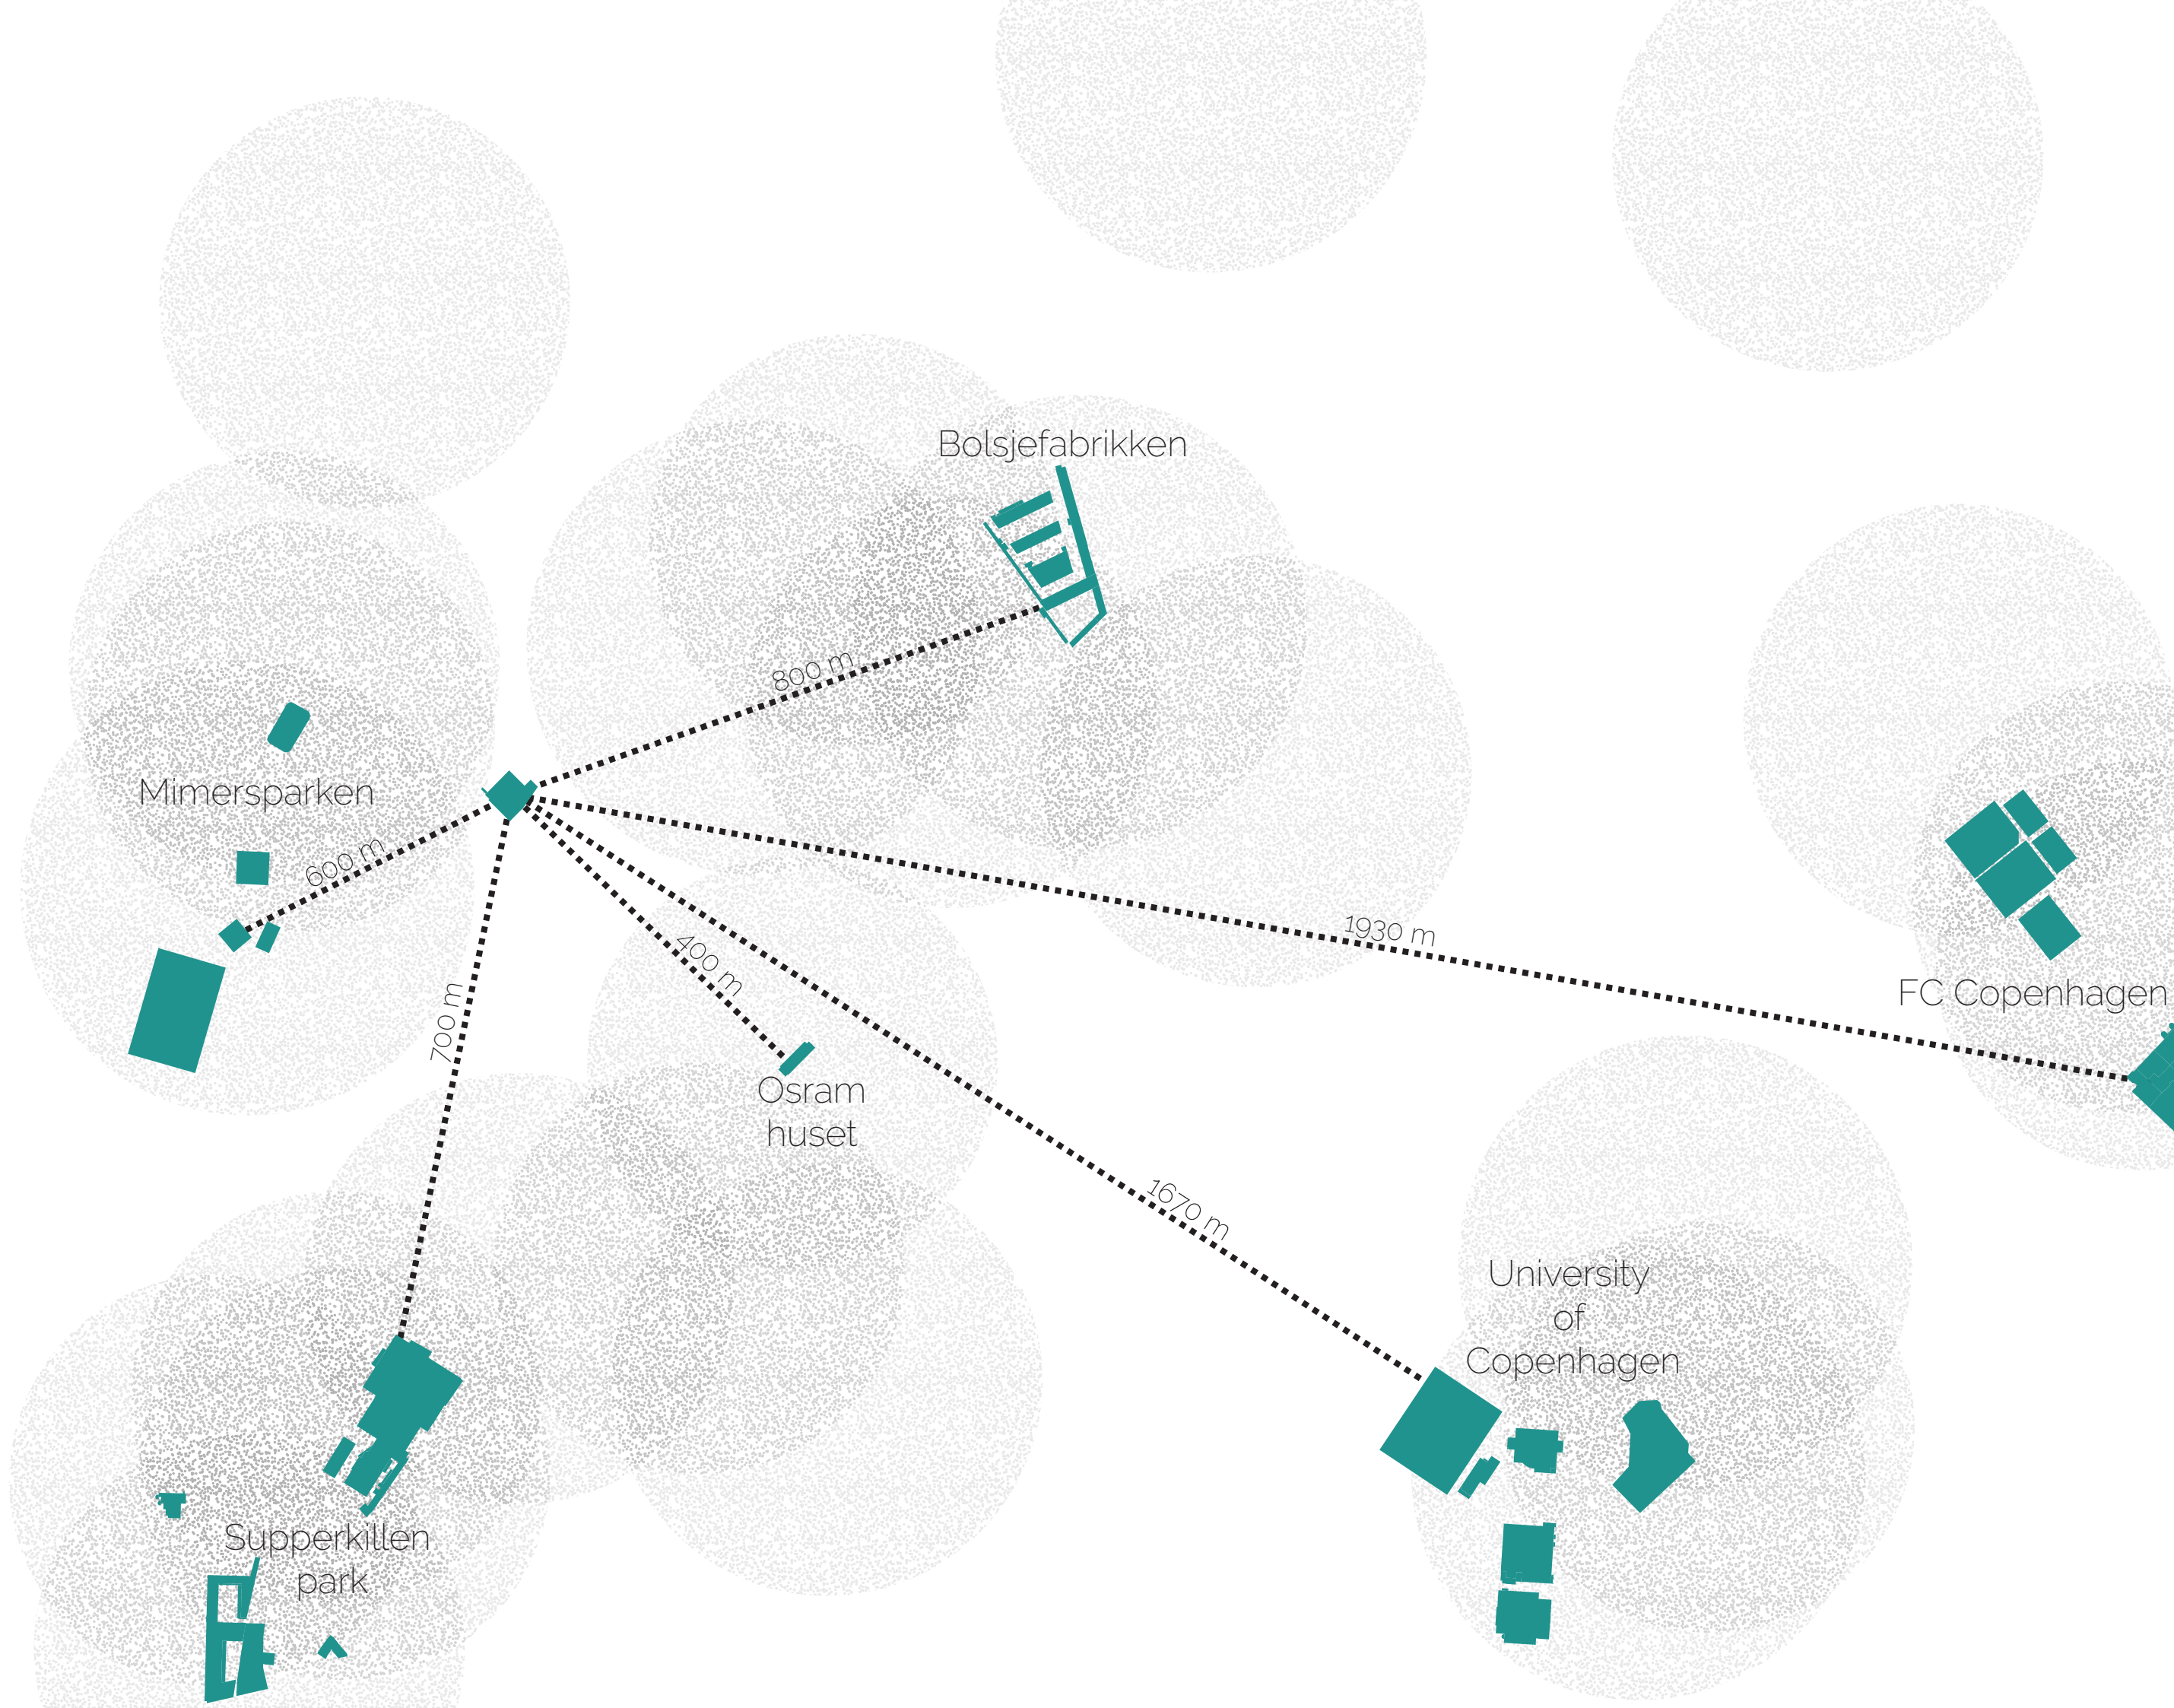 Bolsjefabrikken
800 m
Mimersparken
600 m
1930 m
FC Copenhagen
400 m
700 m
Osram
huset
1670 m
University
of
Copenhagen
Supperkillen
park